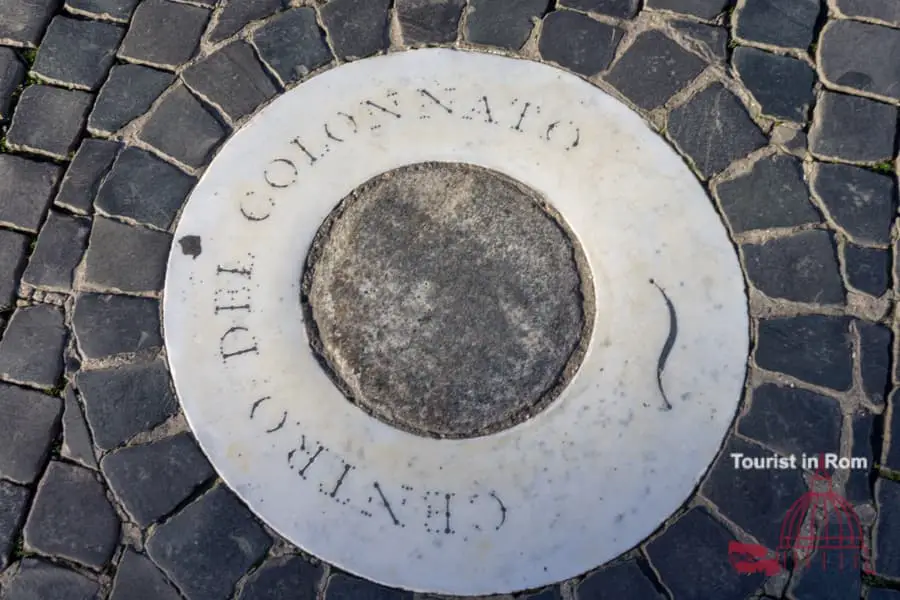 CENTRO DEL COLONNATO
Tourist in Rom